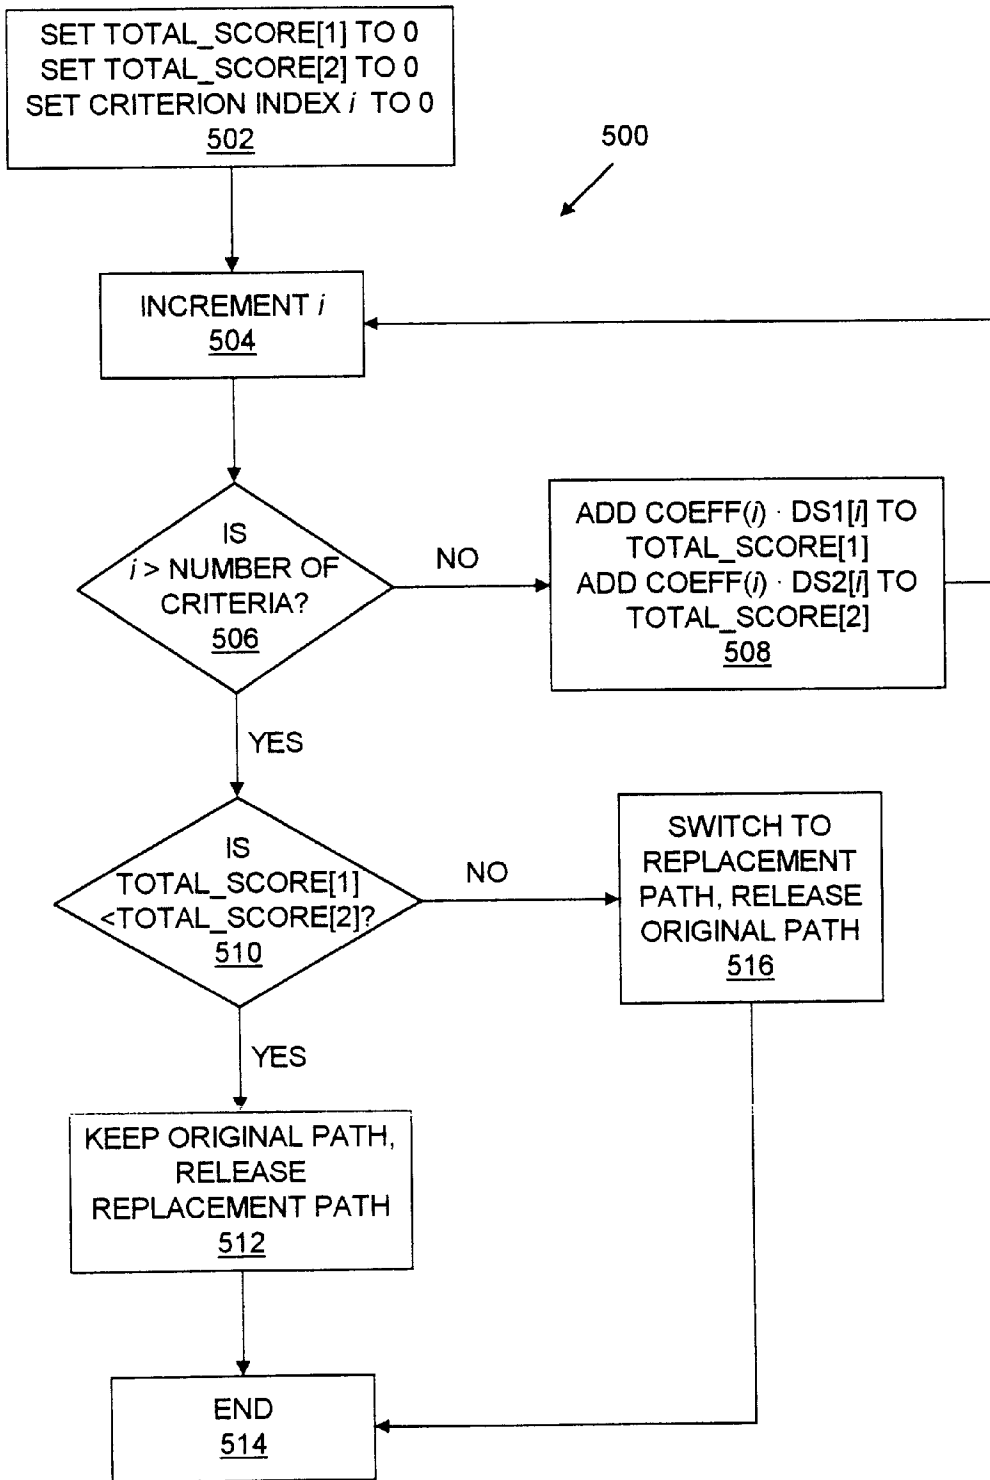 SET TOTAL_SCORE[1] TO 0
SET TOTAL_SCORE[2] TO 0
SET CRITERION INDEX i TO 0
502
500
INCREMENT i
504
IS
i > NUMBER OF
CRITERIA?
506
NO
ADD COEFF(i) · DS1[i] TO
TOTAL_SCORE[1]
ADD COEFF(i) · DS2[i] TO
TOTAL_SCORE[2]
508
YES
IS
TOTAL_SCORE[1]
<TOTAL_SCORE[2]?
510
NO
SWITCH TO
REPLACEMENT
PATH, RELEASE
ORIGINAL PATH
516
YES
KEEP ORIGINAL PATH,
RELEASE
REPLACEMENT PATH
512
END
514